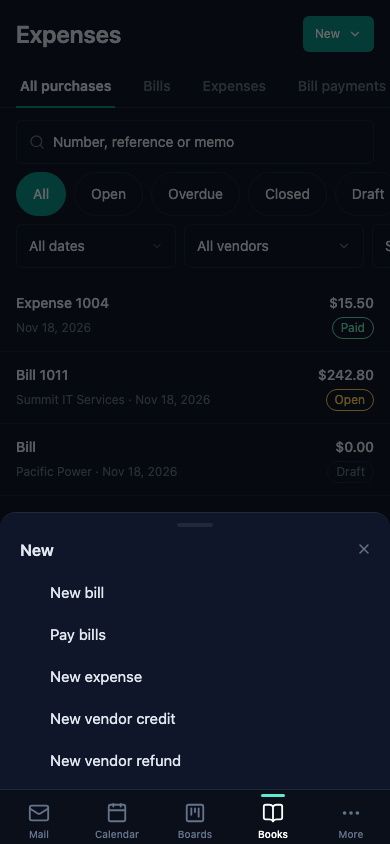 Expenses
New
All purchases Bills Expenses Bill payments
Number, reference or memo
All Open Overdue Closed Draft
All dates All vendors S
Expense 1004 $15.50
Nov 18, 2026 Paid
Bill 1011 $242.80
Summit IT Services · Nov 18, 2026 Open
Bill $0.00
Pacific Power · Nov 18, 2026 Draft
New
New bill
Pay bills
New expense
New vendor credit
New vendor refund
Mail Calendar Boards Books More